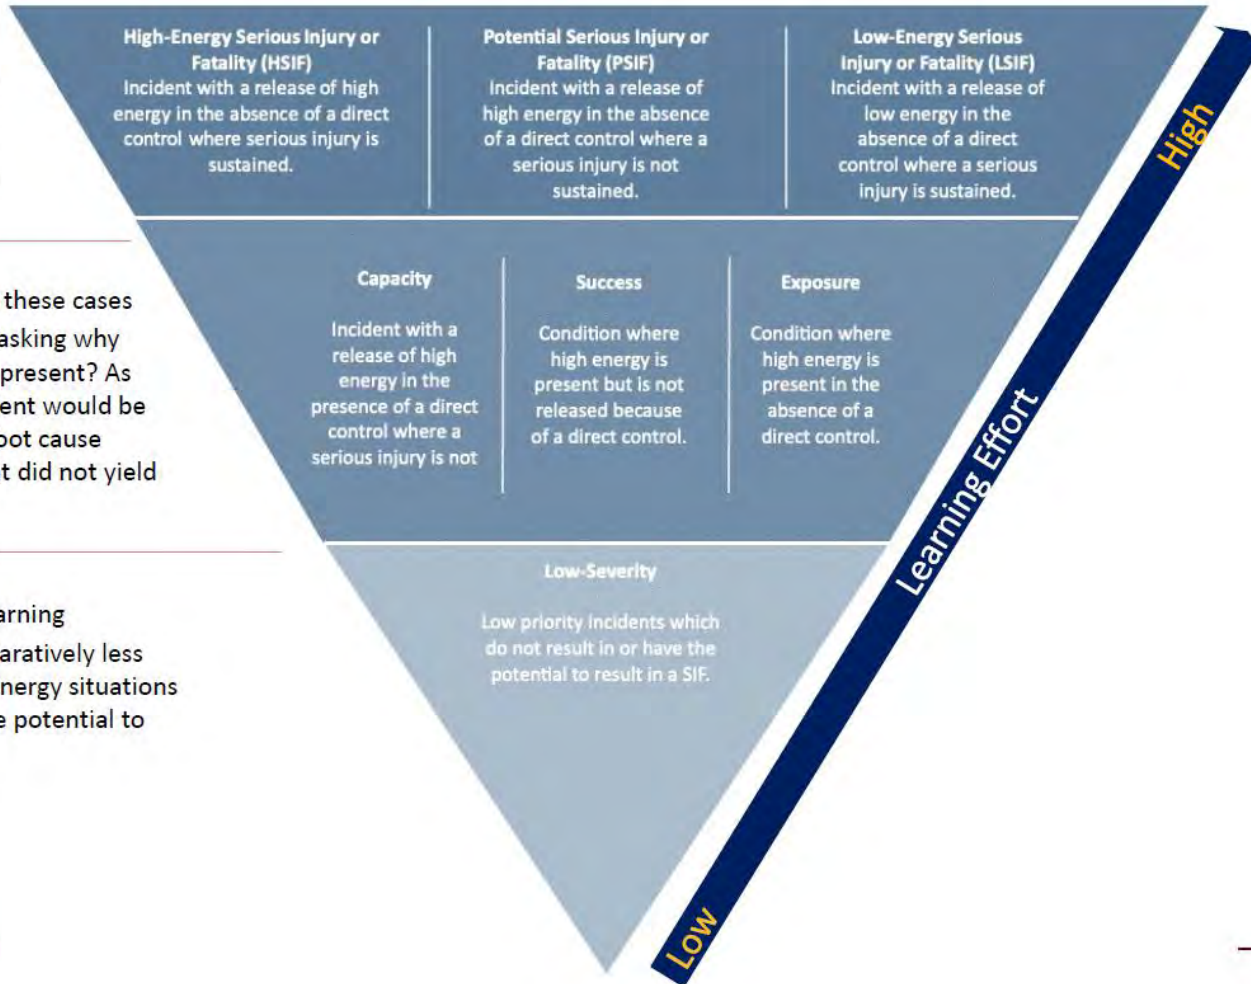 High-Energy Serious Injury or
Fatality (HSIF)
Incident with a release of high
energy in the absence of a direct
control where serious injury is
sustained.
Potential Serious Injury or
Fatality (PSIF)
Incident with a release of
high energy in the absence
of a direct control where a
serious injury is not
sustained.
Low-Energy Serious
Injury or Fatality (LSIF)
Incident with a release of
low energy in the
absence of a direct
control where a serious
injury is sustained.
these cases
asking why
present? As
ent would be
oot cause
t did not yield
Capacity
Incident with a
release of high
energy in the
presence of a direct
control where a
serious injury is not
Success
Condition where
high energy is
present but is not
released because
of a direct control.
Exposure
Condition where
high energy is
present in the
absence of a
direct control.
arning
aratively less
nergy situations
e potential to
Low-Severity
Low priority incidents which
do not result in or have the
potential to result in a SIF.
High
Learning Effort
Low